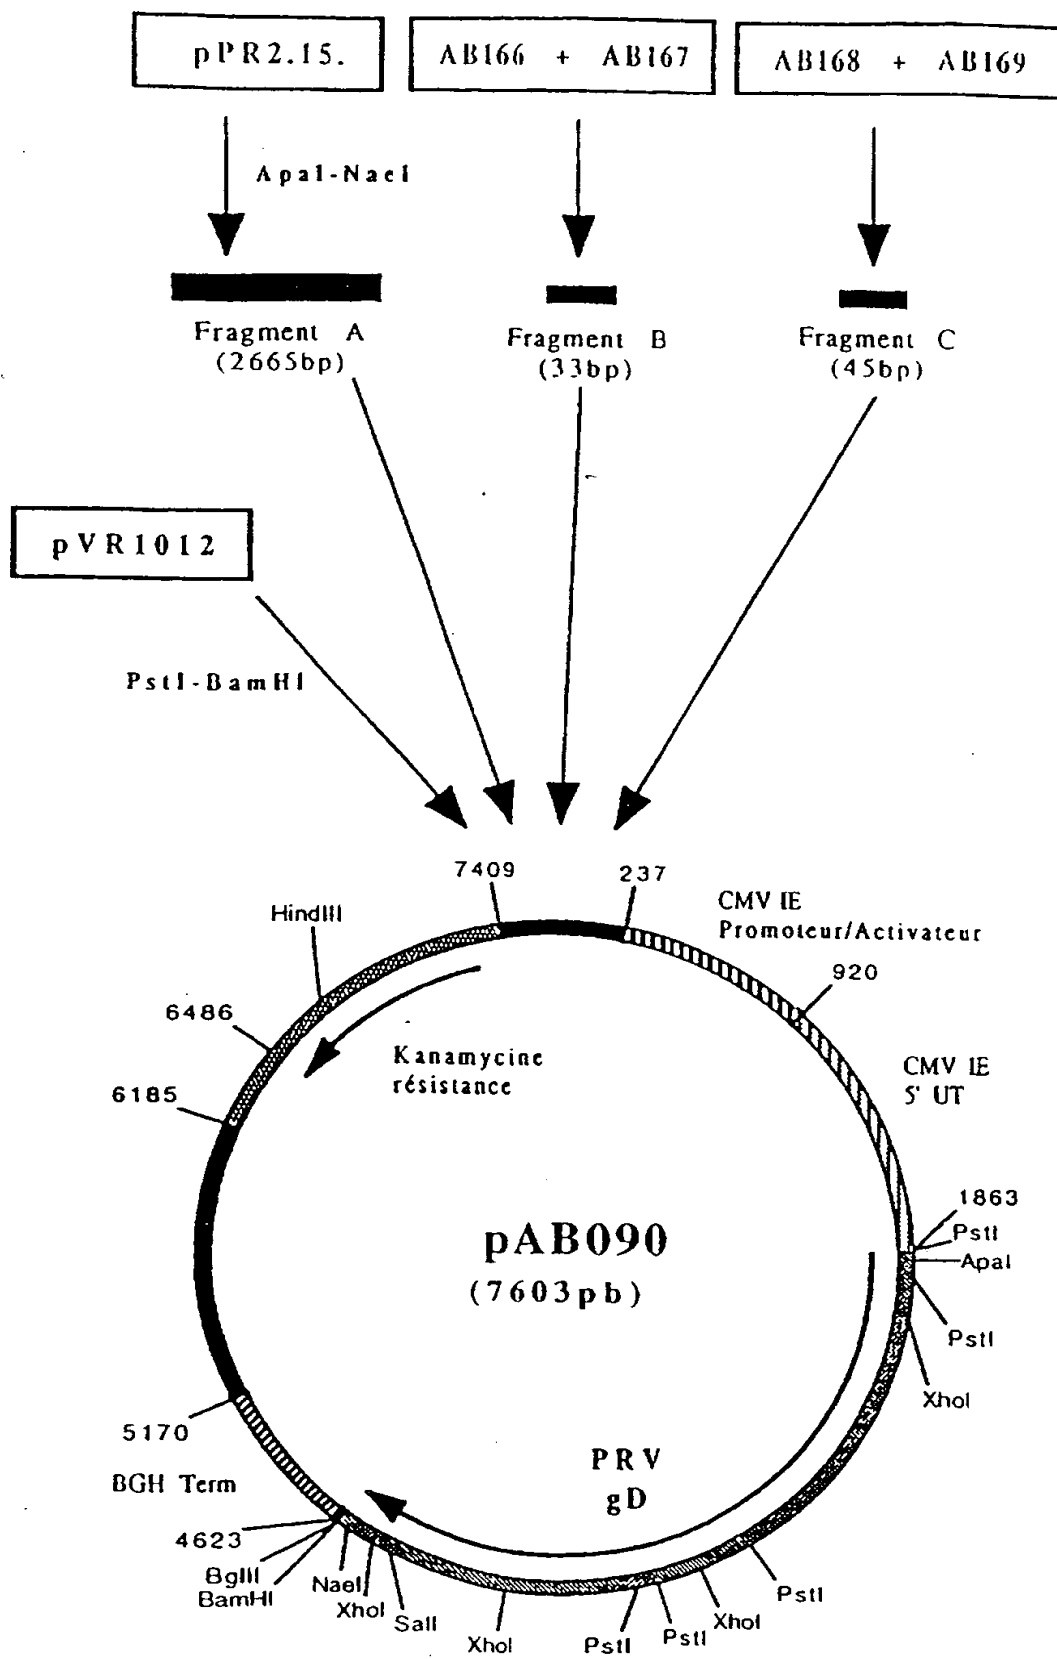 pPR2.15.
AB166 + AB167
AB168 + AB169
ApaI-NaeI
Fragment A
(2665bp)
Fragment B
(33bp)
Fragment C
(45bp)
pVR1012
PstI-BamHI
7409
237
CMV IE
Promoteur/Activateur
HindIII
920
6486
Kanamycine
résistance
CMV IE
5' UT
6185
1863
PstI
ApaI
pAB090
(7603pb)
PstI
XhoI
5170
PRV
gD
BGH Term
4623
BglII
BamHI
NaeI
XhoI
SalI
XhoI
PstI
PstI
XhoI
PstI